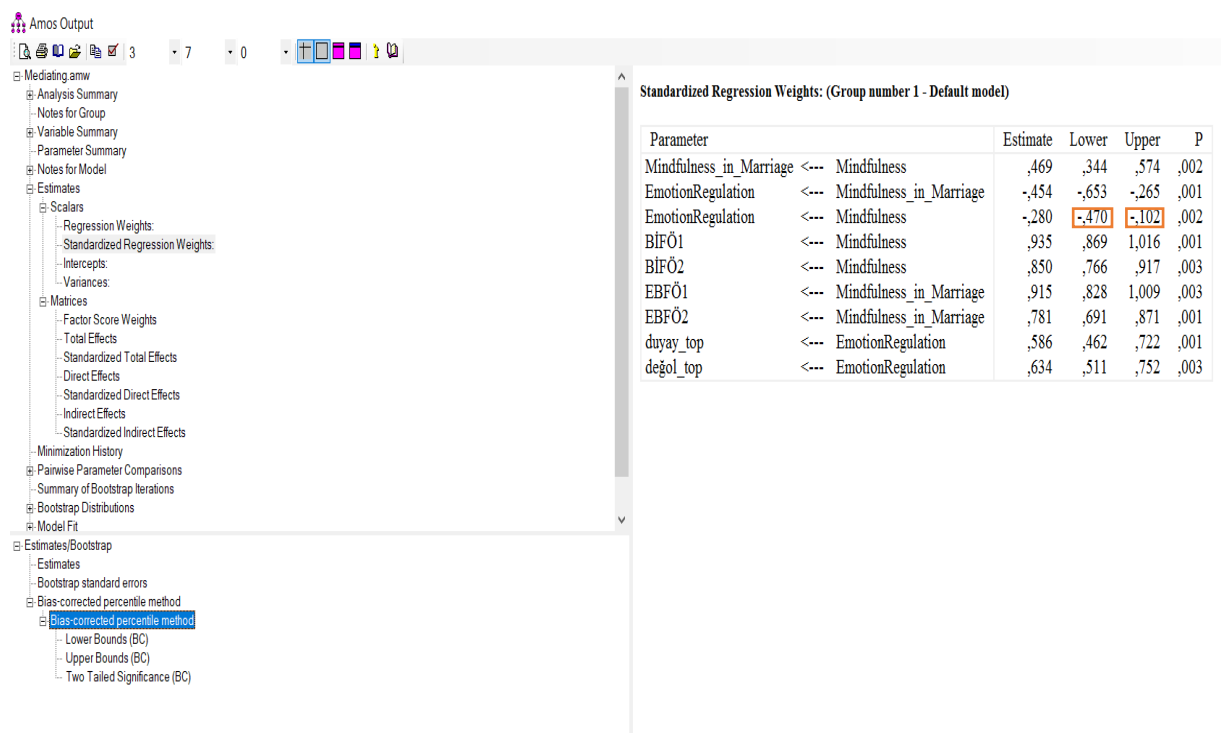 Amos Output
3 7 0
Mediating.amw
Analysis Summary
Notes for Group
Variable Summary
Parameter Summary
Notes for Model
Estimates
Scalars
Regression Weights:
Standardized Regression Weights:
Intercepts:
Variances:
Matrices
Factor Score Weights
Total Effects
Standardized Total Effects
Direct Effects
Standardized Direct Effects
Indirect Effects
Standardized Indirect Effects
Minimization History
Pairwise Parameter Comparisons
Summary of Bootstrap Iterations
Bootstrap Distributions
Model Fit
Estimates/Bootstrap
Estimates
Bootstrap standard errors
Bias-corrected percentile method
Bias-corrected percentile method
Lower Bounds (BC)
Upper Bounds (BC)
Two Tailed Significance (BC)
Standardized Regression Weights: (Group number 1 - Default model)
Parameter Estimate Lower Upper P
Mindfulness_in_Marriage <--- Mindfulness ,469 ,344 ,574 ,002
EmotionRegulation <--- Mindfulness_in_Marriage -,454 -,653 -,265 ,001
EmotionRegulation <--- Mindfulness -,280 -,470 -,102 ,002
BİFÖ1 <--- Mindfulness ,935 ,869 1,016 ,001
BİFÖ2 <--- Mindfulness ,850 ,766 ,917 ,003
EBFÖ1 <--- Mindfulness_in_Marriage ,915 ,828 1,009 ,003
EBFÖ2 <--- Mindfulness_in_Marriage ,781 ,691 ,871 ,001
duyay_top <--- EmotionRegulation ,586 ,462 ,722 ,001
değol_top <--- EmotionRegulation ,634 ,511 ,752 ,003